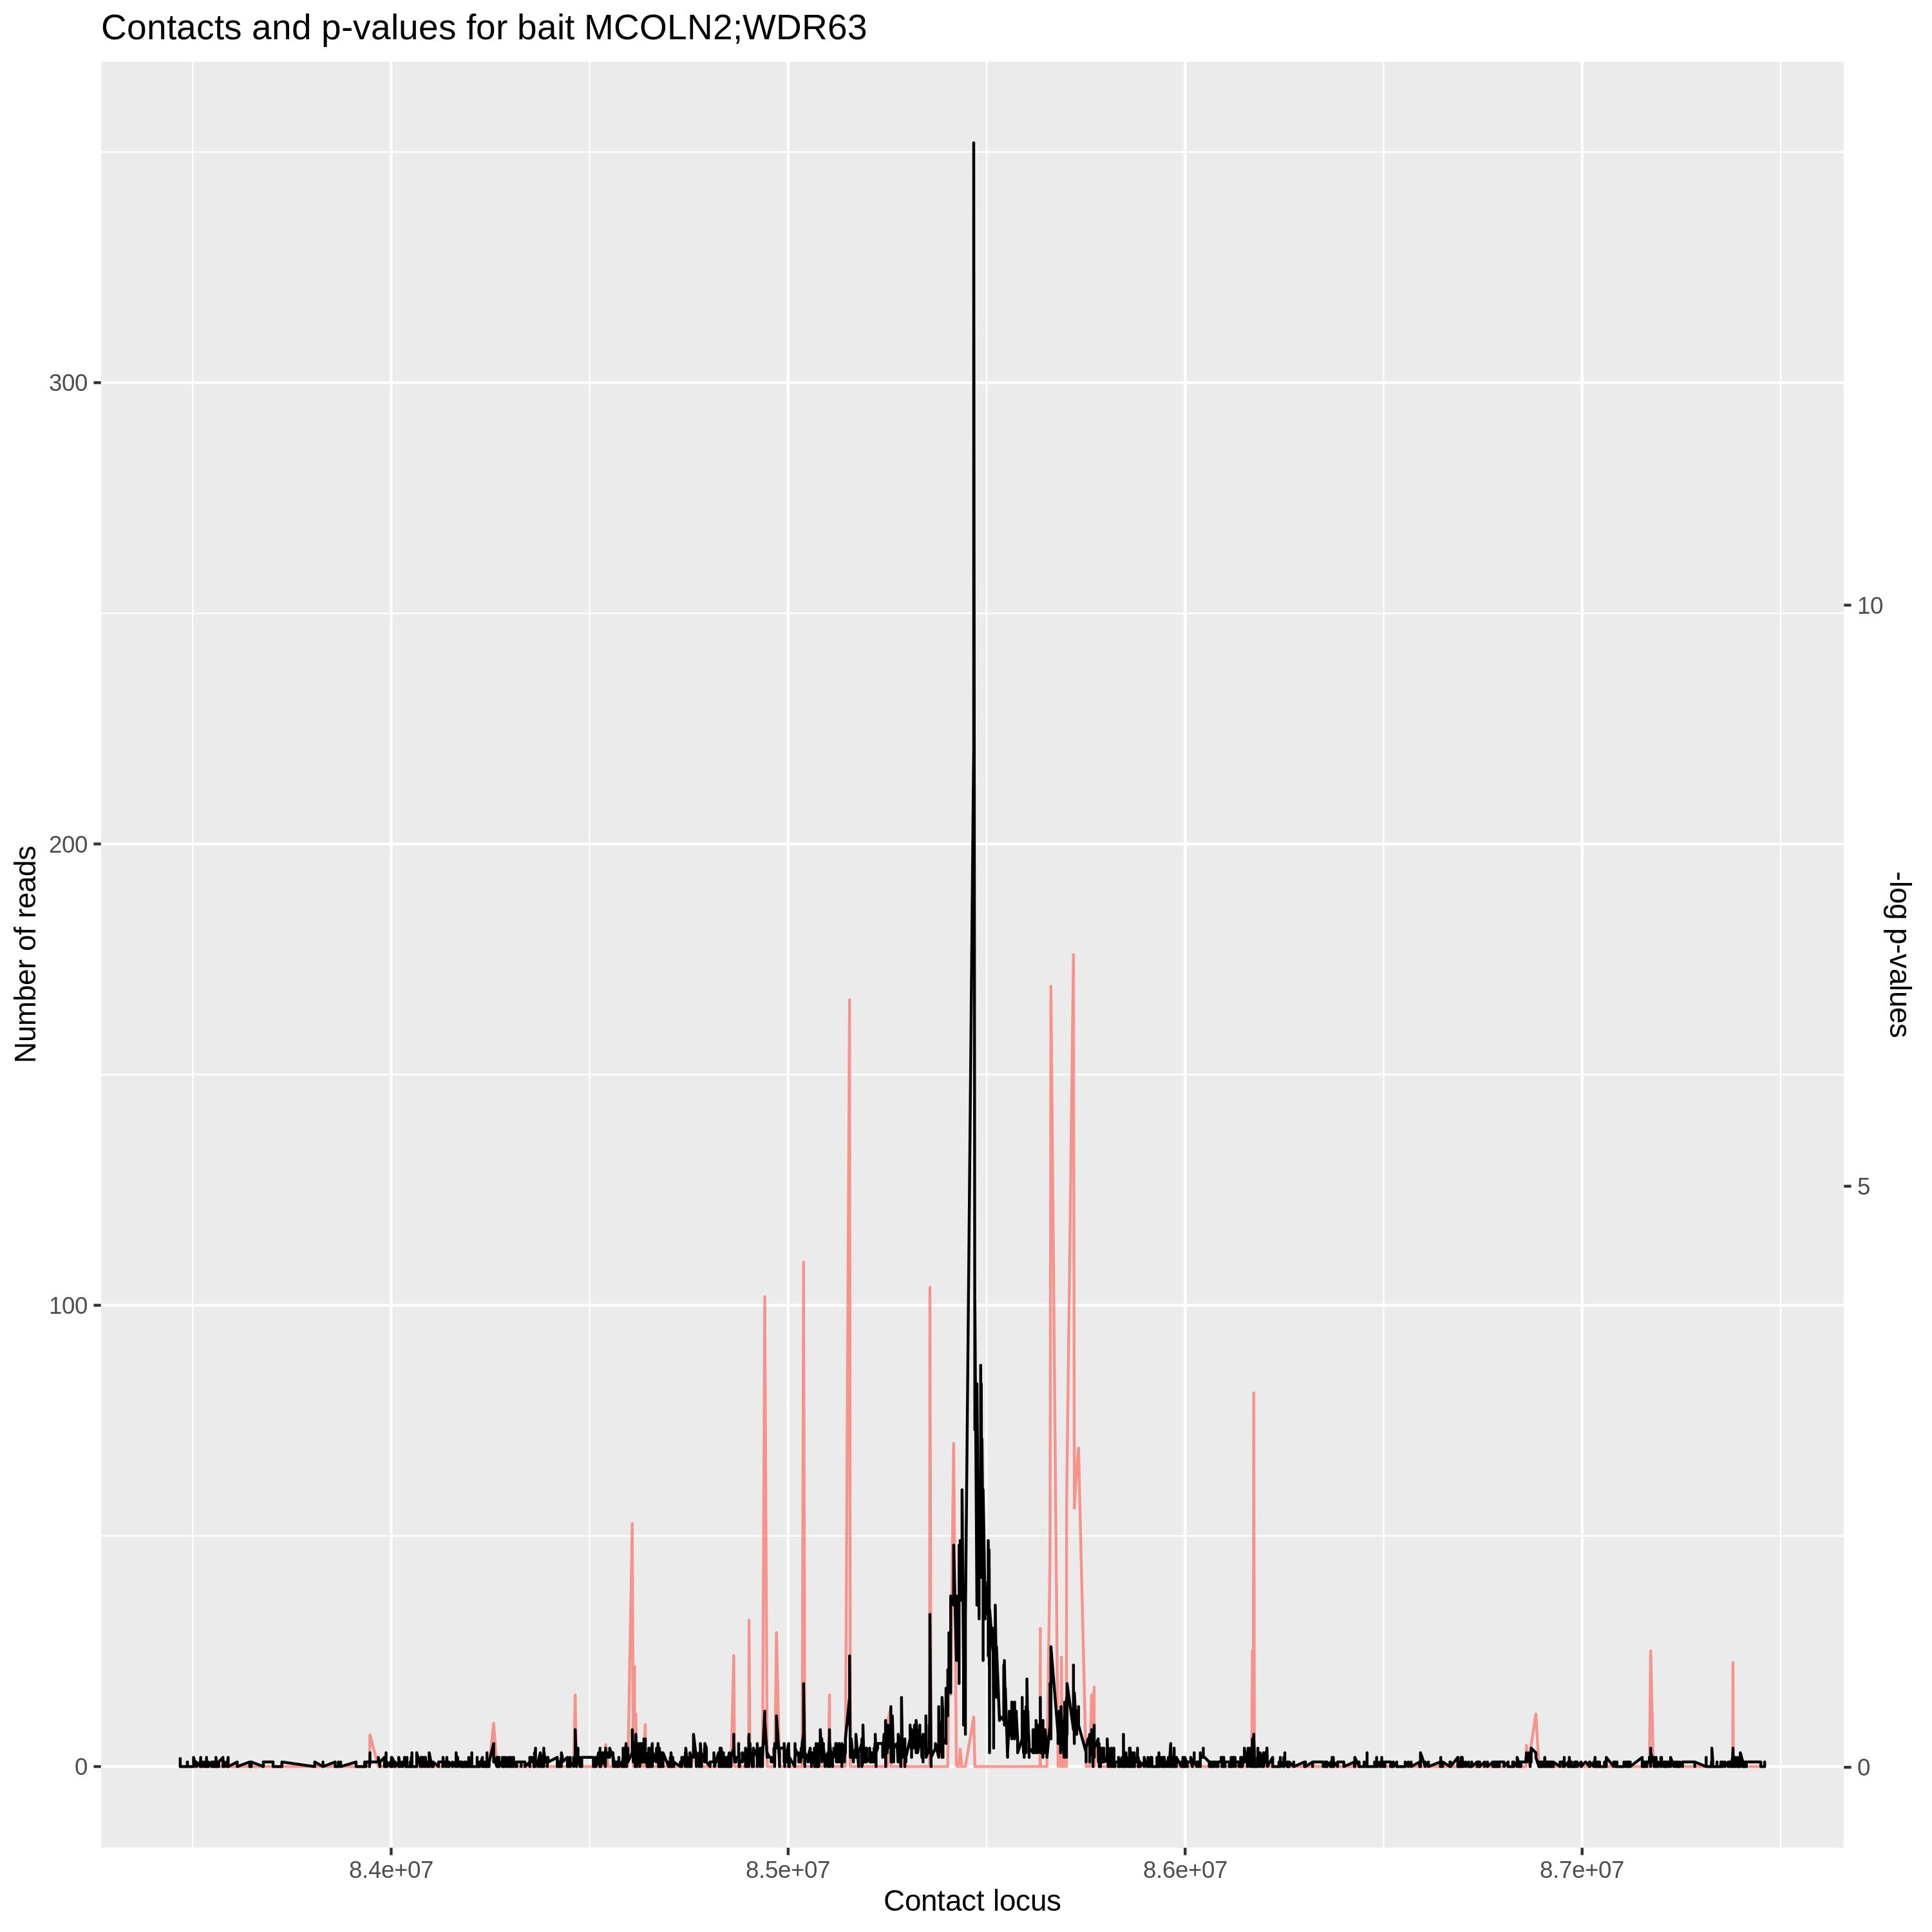 Contacts and p-values for bait MCOLN2;WDR63
300
200
100
0
Number of reads
10
5
0
-log p-values
8.4e+07
8.5e+07
8.6e+07
8.7e+07
Contact locus